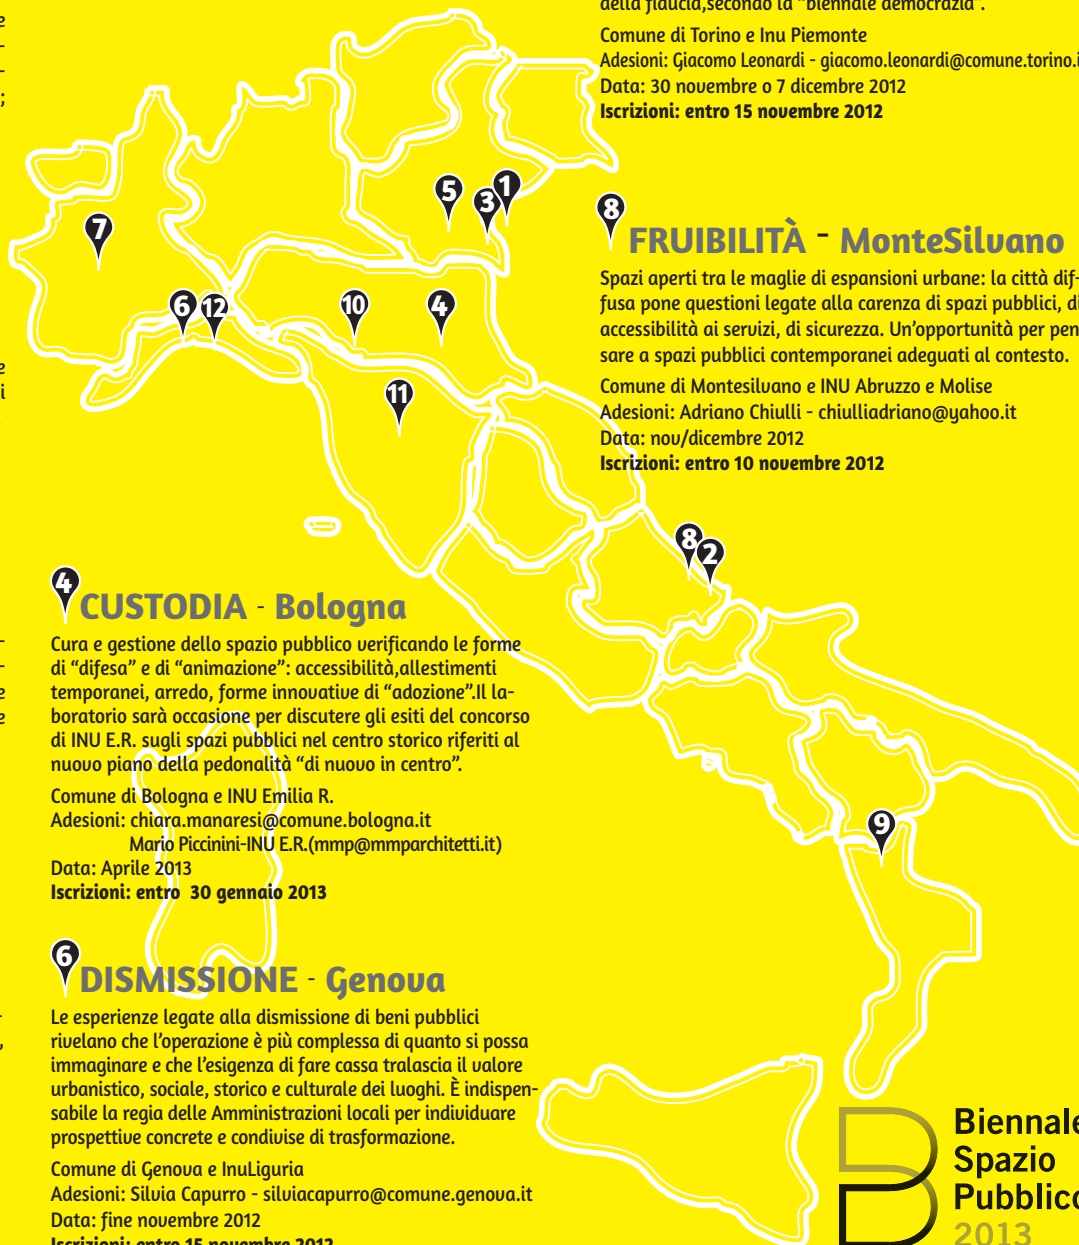 della fiducia,secondo la “biennale democrazia”.
Comune di Torino e Inu Piemonte
Adesioni: Giacomo Leonardi - giacomo.leonardi@comune.torino.i
Data: 30 novembre o 7 dicembre 2012
Iscrizioni: entro 15 novembre 2012
8
FRUIBILITÀ - MonteSilvano
Spazi aperti tra le maglie di espansioni urbane: la città dif-
fusa pone questioni legate alla carenza di spazi pubblici, di
accessibilità ai servizi, di sicurezza. Un’opportunità per pen
sare a spazi pubblici contemporanei adeguati al contesto.
Comune di Montesilvano e INU Abruzzo e Molise
Adesioni: Adriano Chiulli - chiulliadriano@yahoo.it
Data: nov/dicembre 2012
Iscrizioni: entro 10 novembre 2012
5
3
1
7
6
12
10
4
11
8
2
9
4
CUSTODIA - Bologna
Cura e gestione dello spazio pubblico verificando le forme
di “difesa” e di “animazione”: accessibilità,allestimenti
temporanei, arredo, forme innovative di “adozione”.Il la-
boratorio sarà occasione per discutere gli esiti del concorso
di INU E.R. sugli spazi pubblici nel centro storico riferiti al
nuovo piano della pedonalità “di nuovo in centro”.
Comune di Bologna e INU Emilia R.
Adesioni: chiara.manaresi@comune.bologna.it
Mario Piccinini-INU E.R.(mmp@mmparchitetti.it)
Data: Aprile 2013
Iscrizioni: entro 30 gennaio 2013
6
DISMISSIONE - Genova
Le esperienze legate alla dismissione di beni pubblici
rivelano che l’operazione è più complessa di quanto si possa
immaginare e che l’esigenza di fare cassa tralascia il valore
urbanistico, sociale, storico e culturale dei luoghi. È indispen-
sabile la regia delle Amministrazioni locali per individuare
prospettive concrete e condivise di trasformazione.
Comune di Genova e InuLiguria
Adesioni: Silvia Capurro - silviacapurro@comune.genova.it
Data: fine novembre 2012
Iscrizioni: entro 15 novembre 2012
Biennale
Spazio
Pubblico
2013